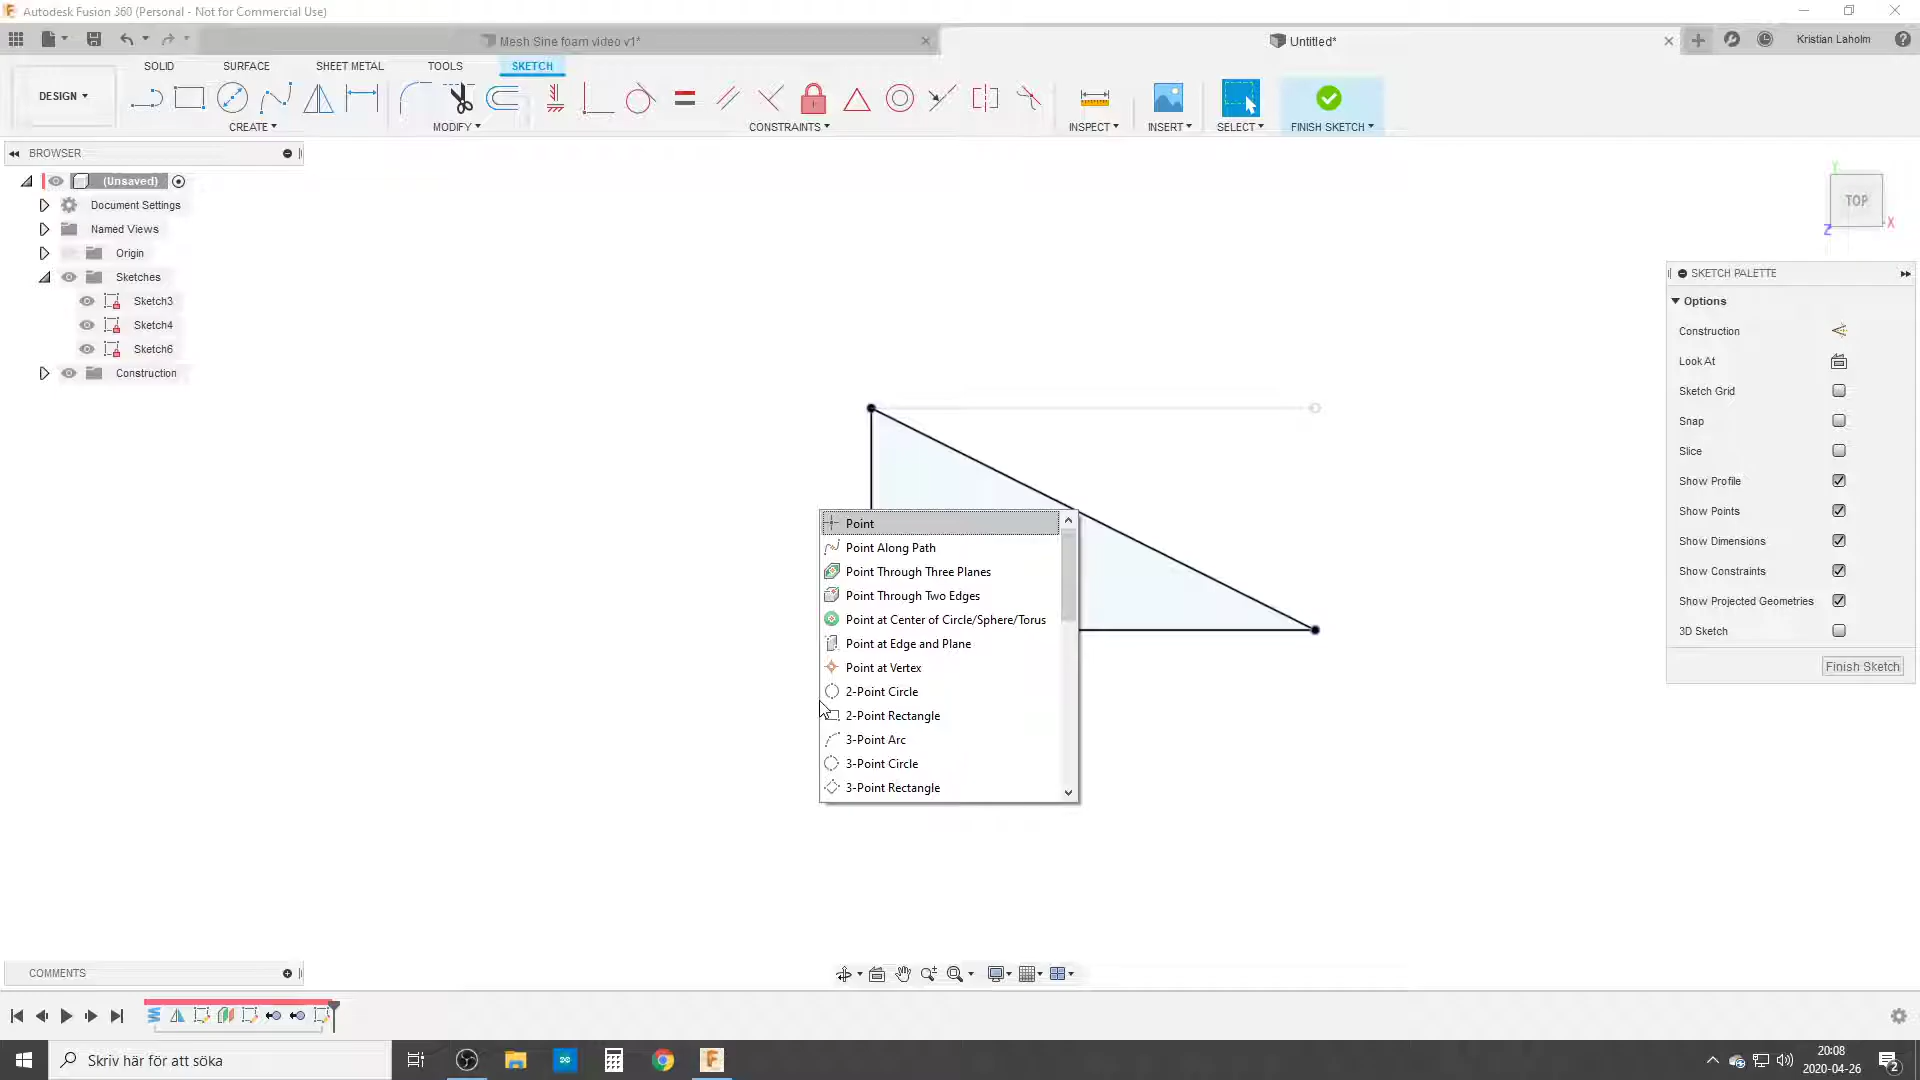 Autodesk Fusion 360 (Personal - Not for Commercial Use)
Mesh Sine foam video v1*
Untitled*
Kristian Laholm
SOLID
SURFACE
SHEET METAL
TOOLS
SKETCH
DESIGN
CREATE
MODIFY
CONSTRAINTS
INSPECT
INSERT
SELECT
FINISH SKETCH
BROWSER
(Unsaved)
Document Settings
Named Views
Origin
Sketches
Sketch3
Sketch4
Sketch6
Construction
Y
TOP
X
Z
SKETCH PALETTE
Options
Construction
Look At
Sketch Grid
Snap
Slice
Show Profile
Show Points
Show Dimensions
Show Constraints
Show Projected Geometries
3D Sketch
Finish Sketch
Point
Point Along Path
Point Through Three Planes
Point Through Two Edges
Point at Center of Circle/Sphere/Torus
Point at Edge and Plane
Point at Vertex
2-Point Circle
2-Point Rectangle
3-Point Arc
3-Point Circle
3-Point Rectangle
COMMENTS
Skriv här för att söka
20:08
2020-04-26
2